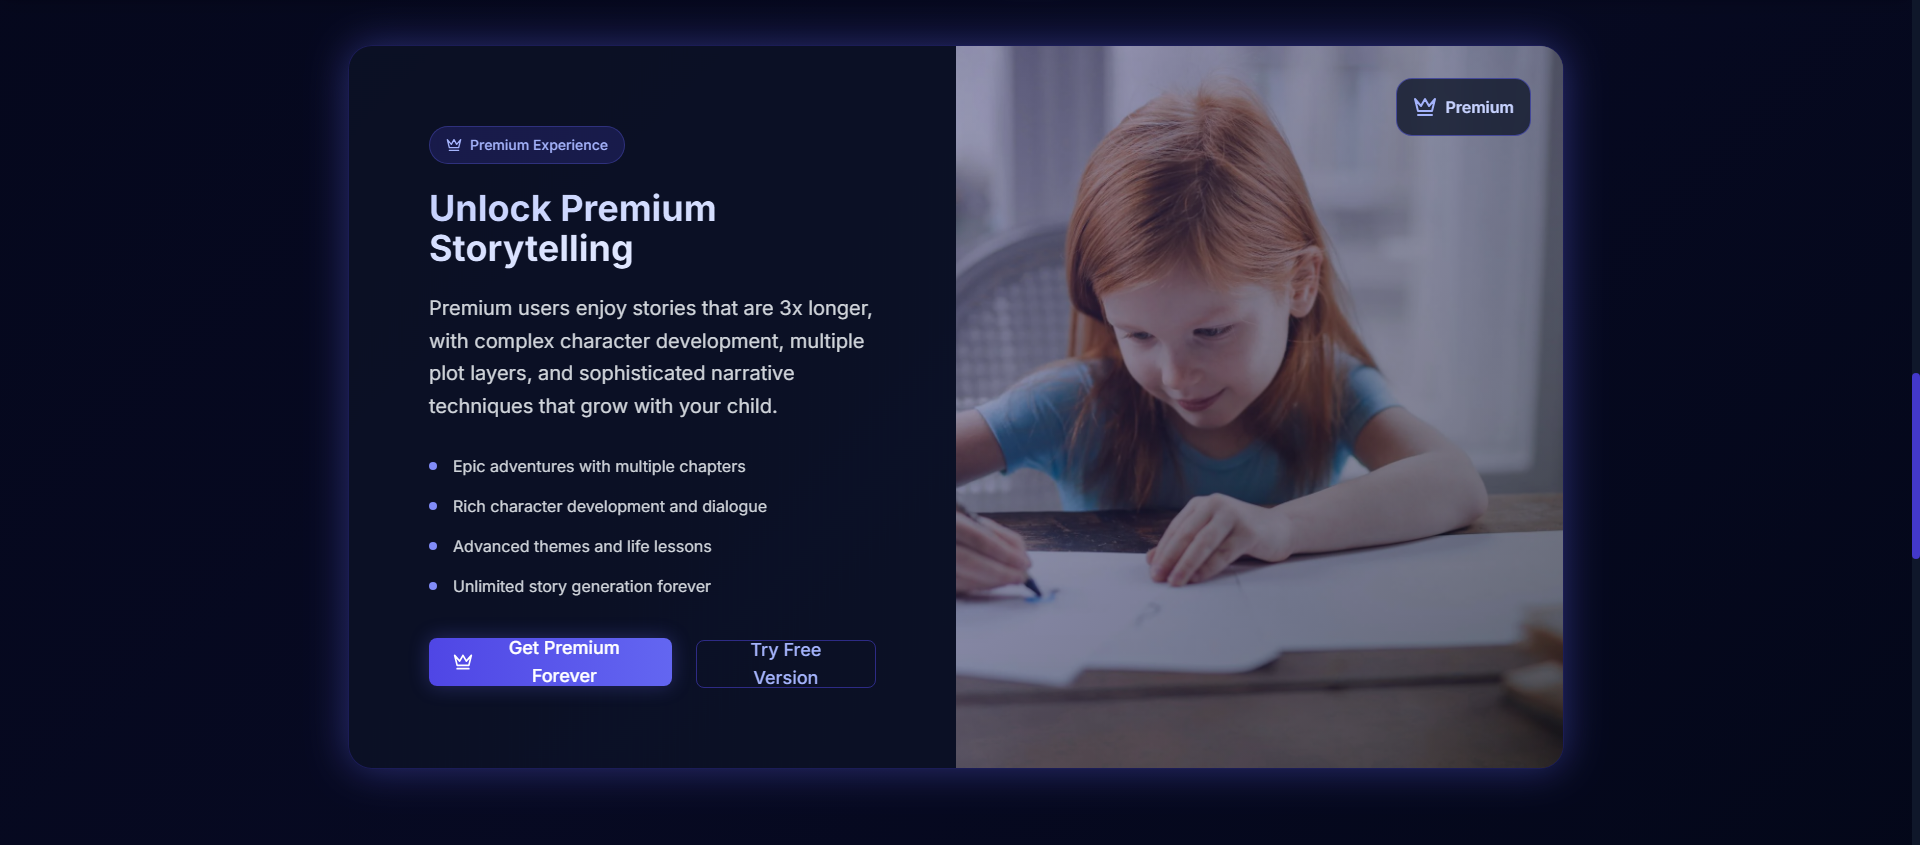 Premium Experience
Unlock Premium
Storytelling
Premium users enjoy stories that are 3x longer,
with complex character development, multiple
plot layers, and sophisticated narrative
techniques that grow with your child.
Epic adventures with multiple chapters
Rich character development and dialogue
Advanced themes and life lessons
Unlimited story generation forever
Get Premium
Forever
Try Free
Version
Premium